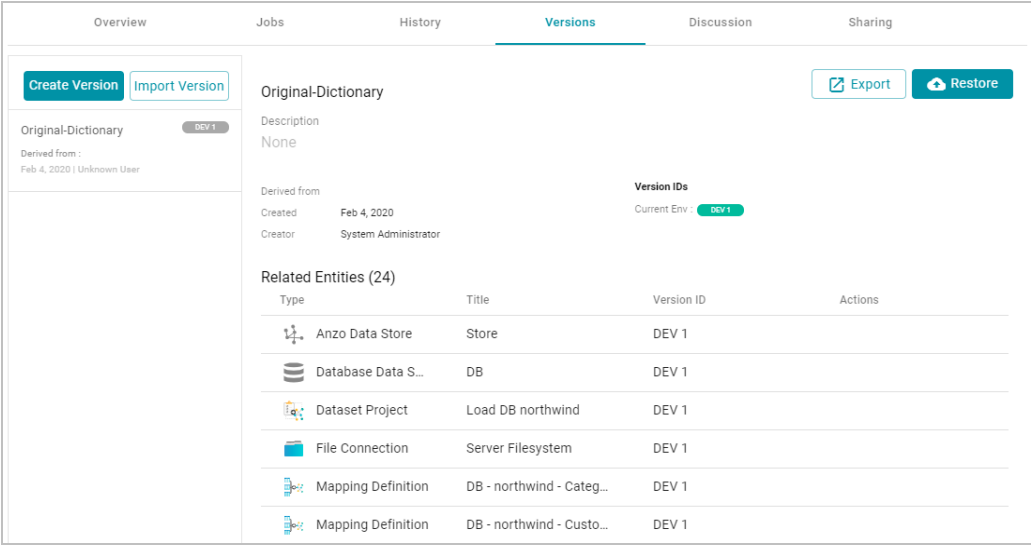 Overview Jobs History Versions Discussion Sharing
Create Version Import Version
Original-Dictionary DEV 1
Derived from :
Feb 4, 2020 | Unknown User
Original-Dictionary
Export Restore
Description
None
Derived from
Created Feb 4, 2020
Creator System Administrator
Version IDs
Current Env : DEV 1
Related Entities (24)
Type Title Version ID Actions
Anzo Data Store Store DEV 1
Database Data S... DB DEV 1
Dataset Project Load DB northwind DEV 1
File Connection Server Filesystem DEV 1
Mapping Definition DB - northwind - Categ... DEV 1
Mapping Definition DB - northwind - Custo... DEV 1